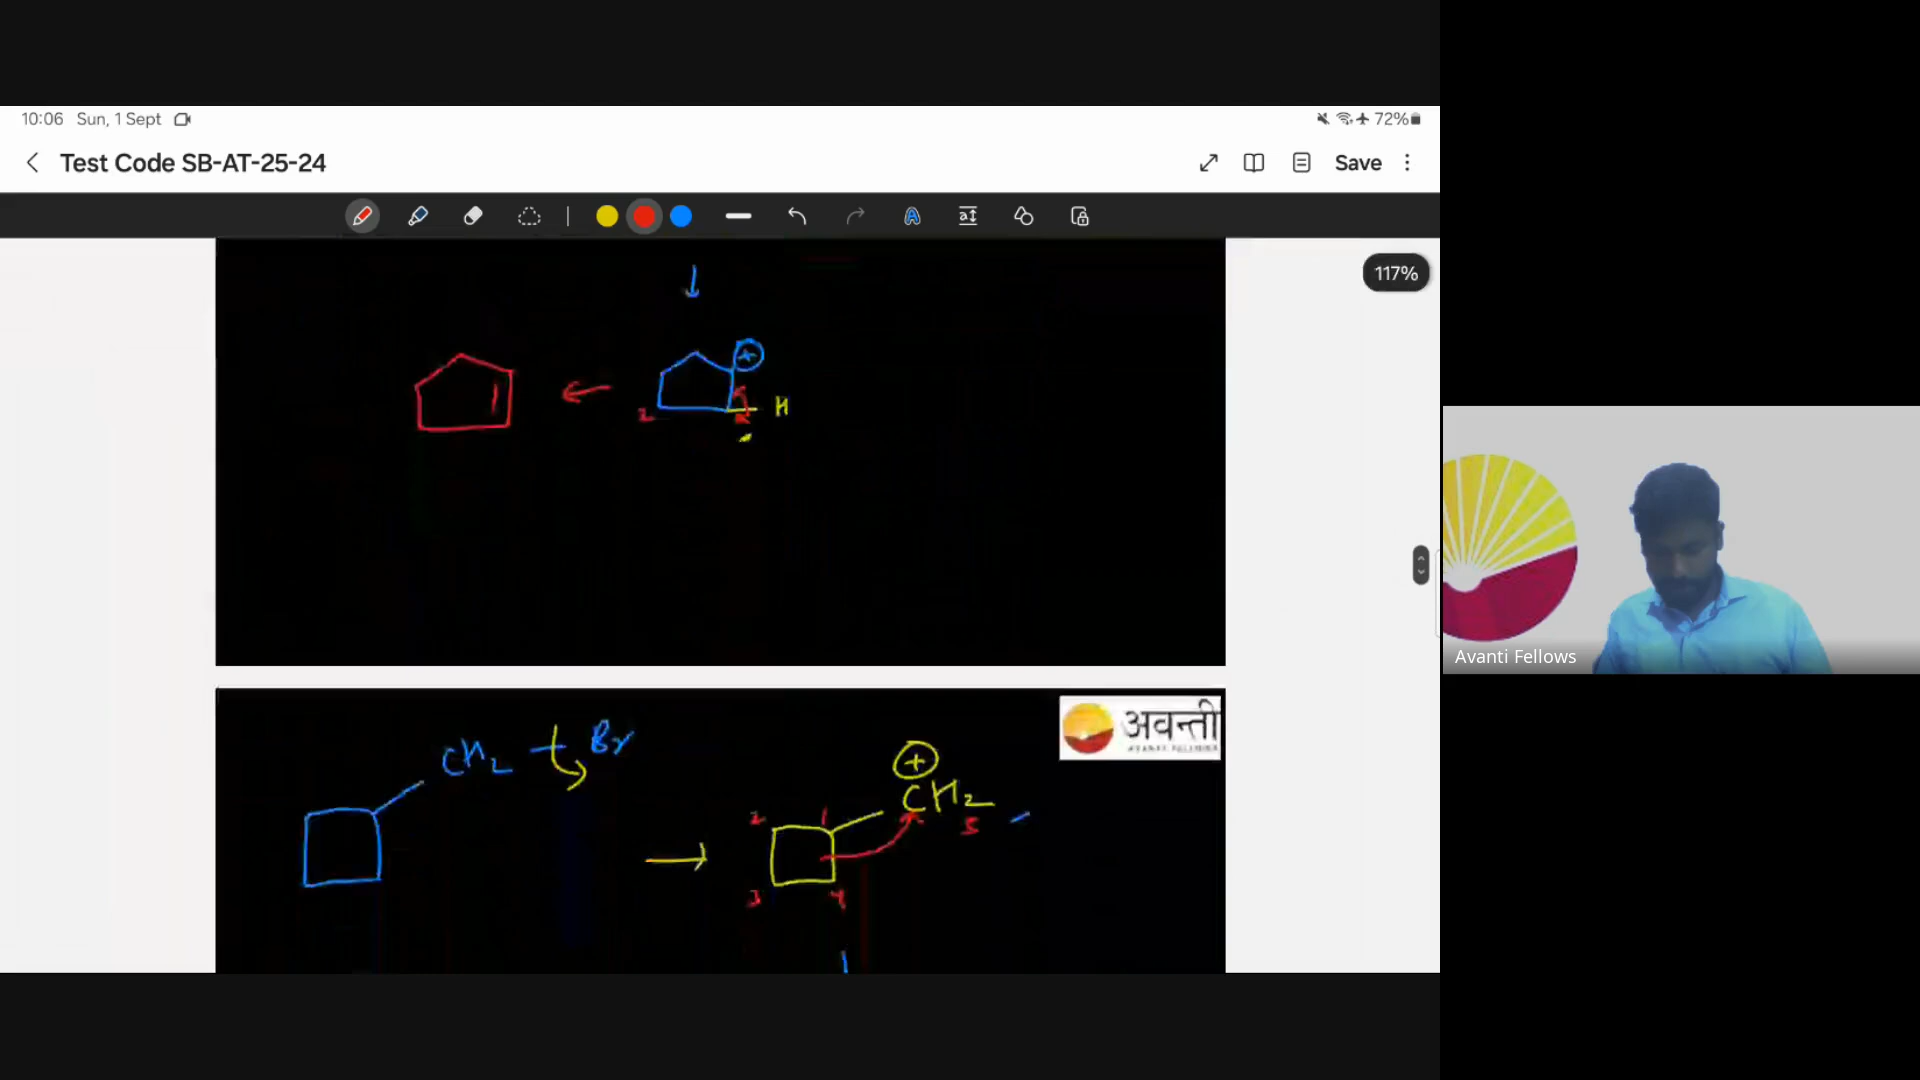 10:06 Sun, 1 Sept 72%
Test Code SB-AT-25-24 Save
117%
+
2 H
अवन्ती
CH2 Br
+
CH2
2 1 5
3 4
Avanti Fellows